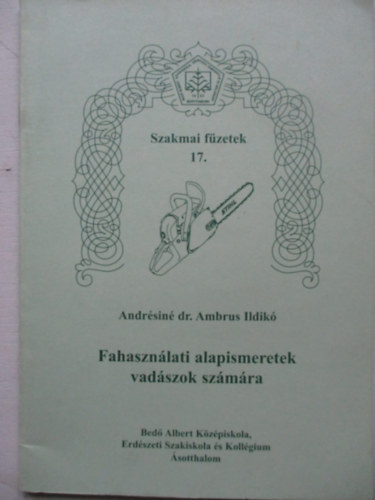 Szakmai füzetek
17.
STIHL
Andrésiné dr. Ambrus Ildikó
Fahasználati alapismeretek
vadászok számára
Bedő Albert Középiskola,
Erdészeti Szakiskola és Kollégium
Ásotthalom